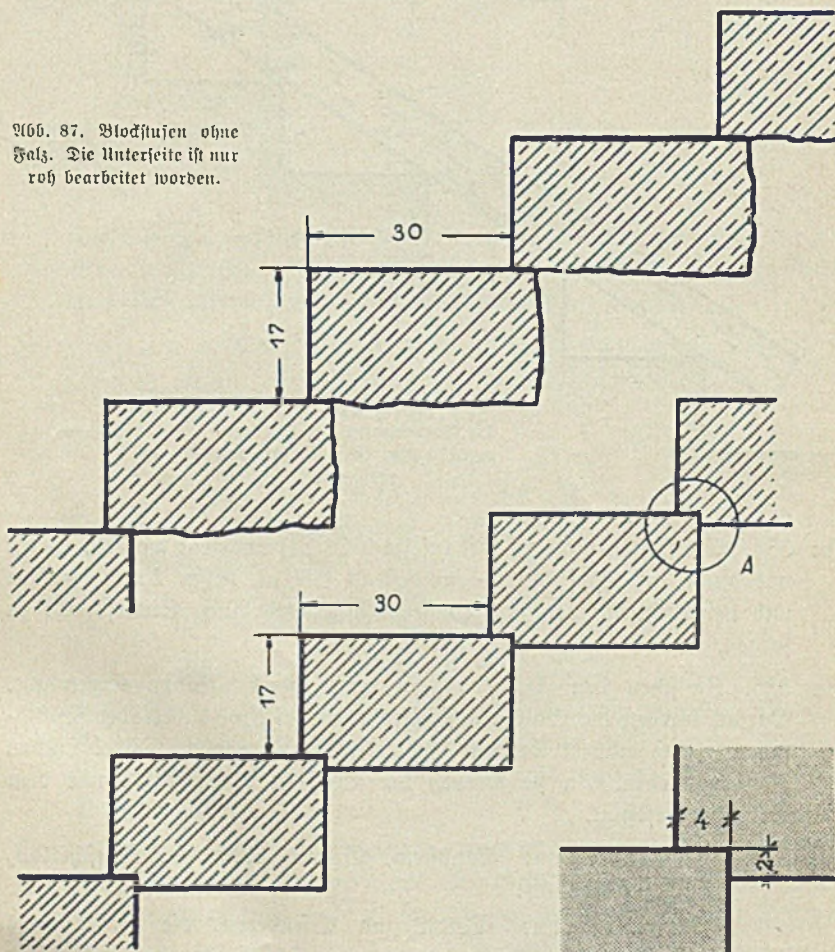 Abb. 87. Blockstufen ohne
Falz. Die Unterseite ist nur
roh bearbeitet worden.
30
17
A
30
17
4
2